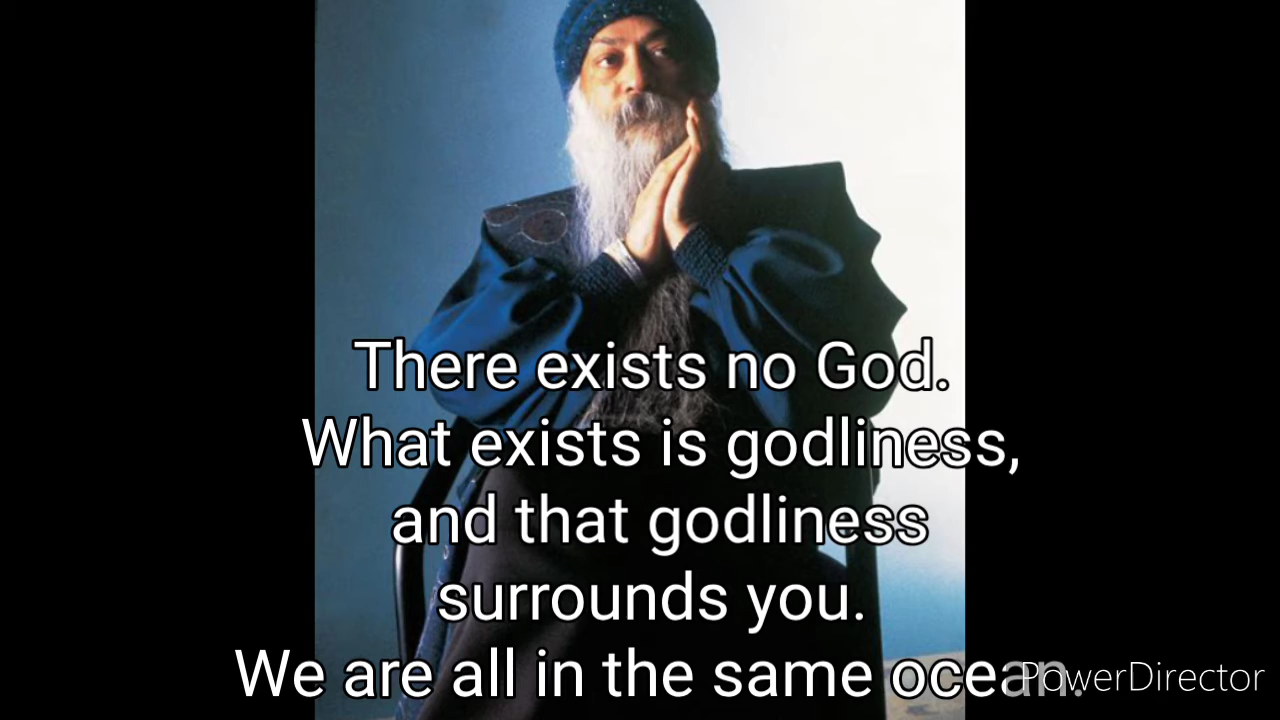 There exists no God.
What exists is godliness,
and that godliness
surrounds you.
We are all in the same ocean.
PowerDirector